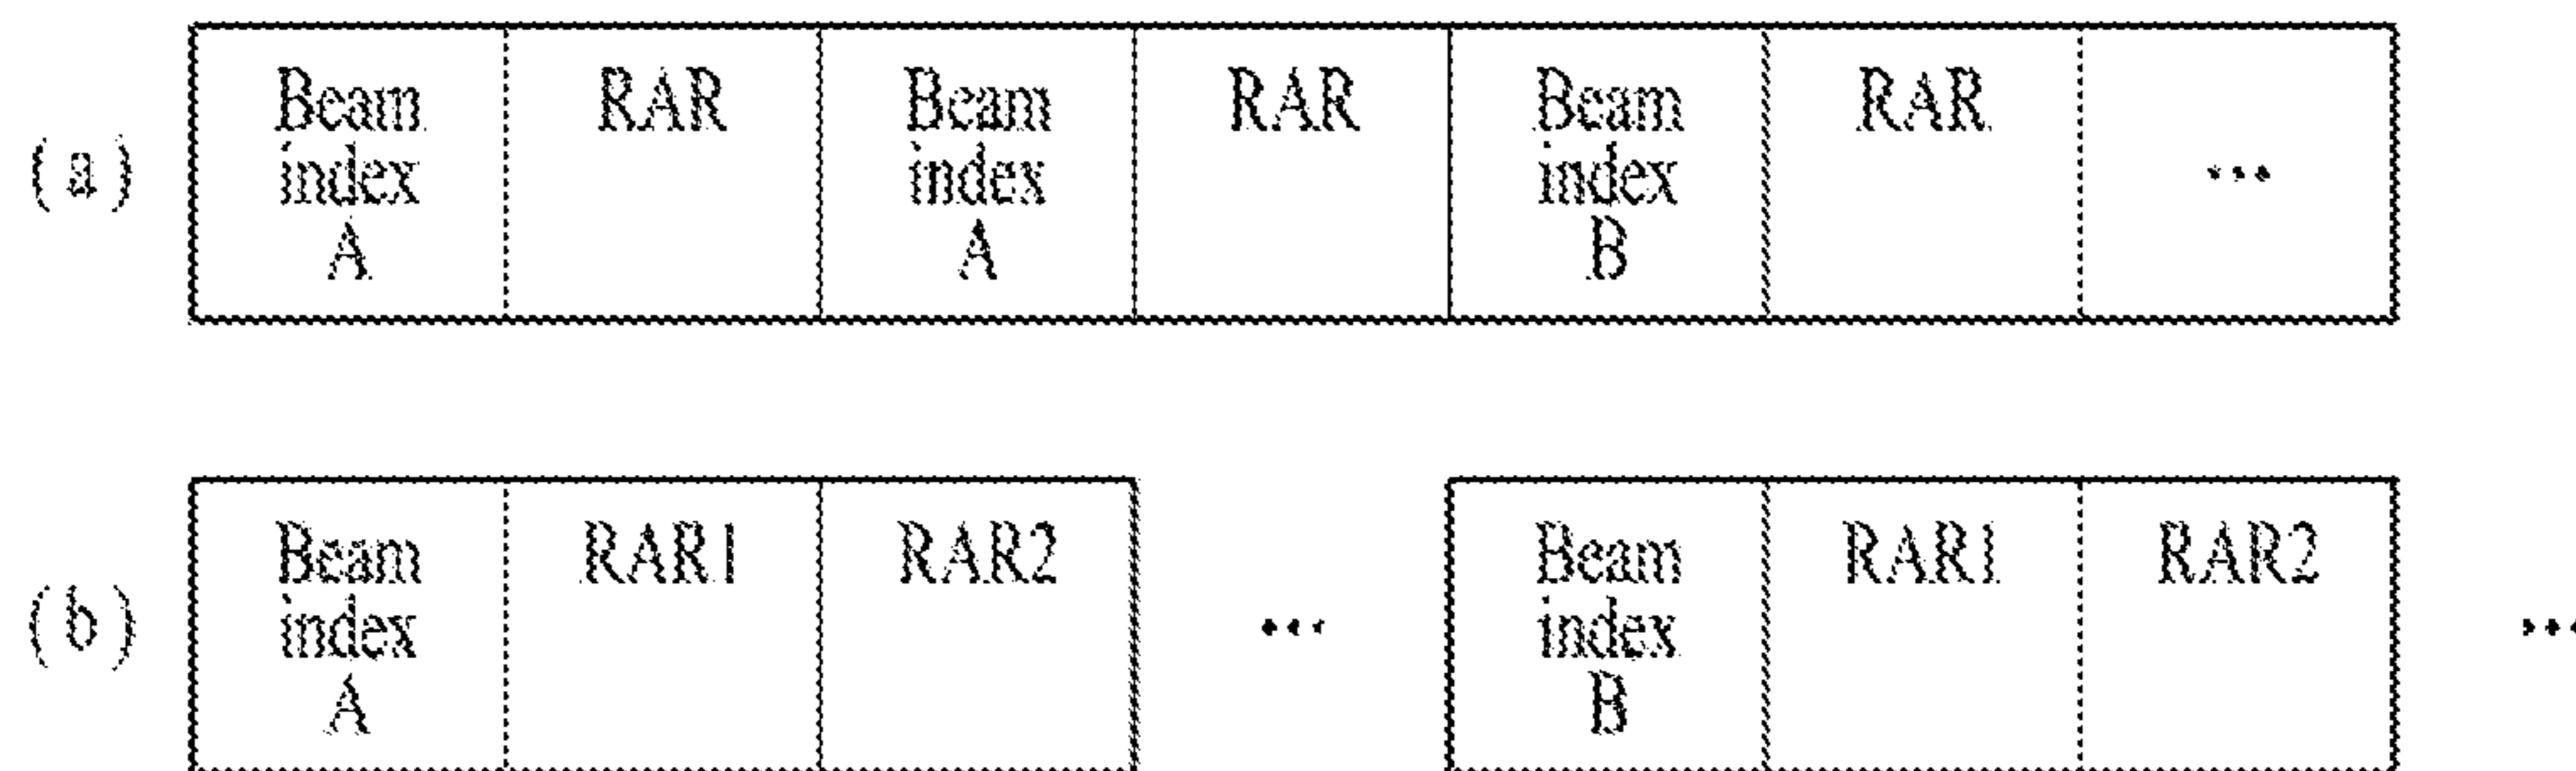 (a)
Beam index A
RAR
Beam index A
RAR
Beam index B
RAR
...
(b)
Beam index A
RAR1
RAR2
...
Beam index B
RAR1
RAR2
...